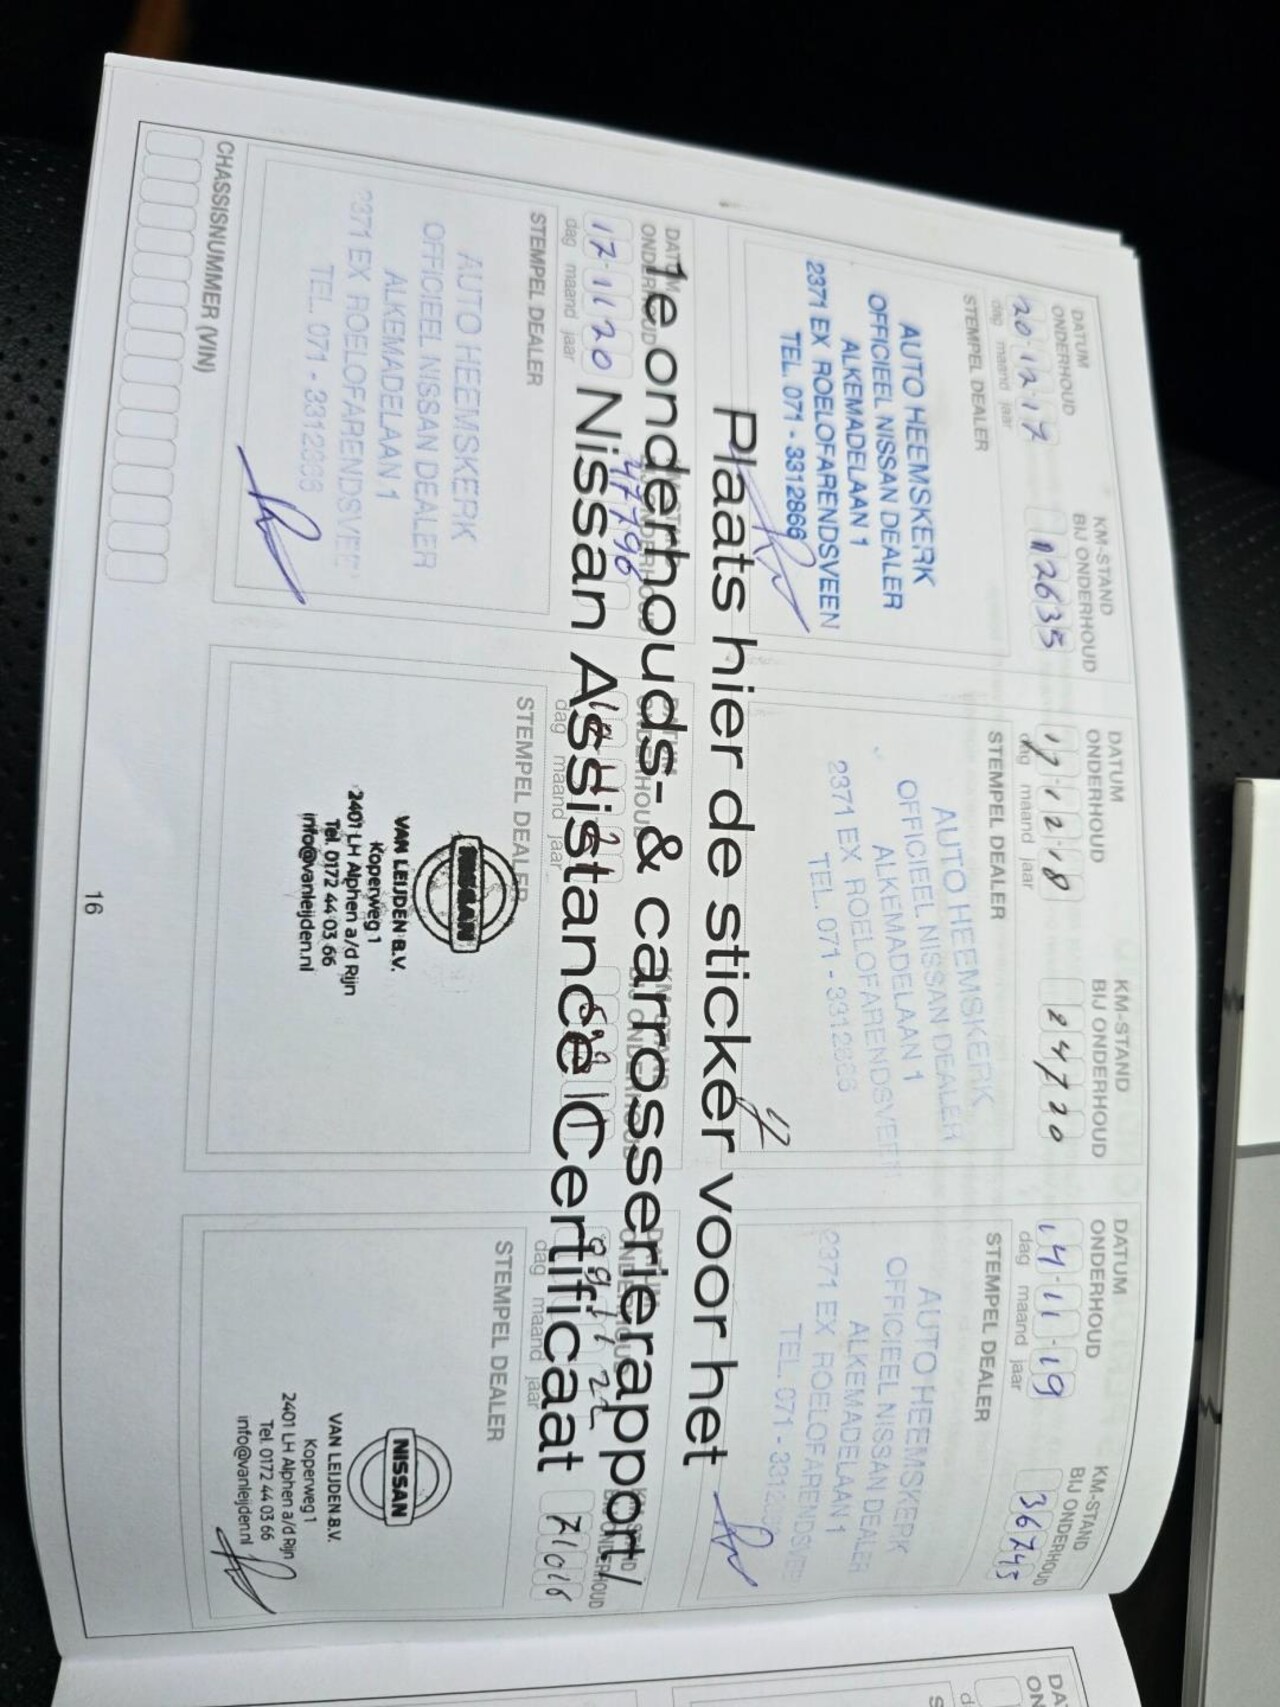 DATUM ONDERHOUD
KM-STAND BIJ ONDERHOUD
20·12·17
12635
dag maand jaar
STEMPEL DEALER
AUTO HEEMSKERK
OFFICIEEL NISSAN DEALER
ALKEMADELAAN 1
2371 EX ROELOFARENDSVEEN
TEL. 071 - 3312866
DATUM ONDERHOUD
KM-STAND BIJ ONDERHOUD
17·12·18
24720
dag maand jaar
STEMPEL DEALER
AUTO HEEMSKERK
OFFICIEEL NISSAN DEALER
ALKEMADELAAN 1
2371 EX ROELOFARENDSVEEN
TEL. 071 - 3312866
DATUM ONDERHOUD
KM-STAND BIJ ONDERHOUD
14·11·19
36745
dag maand jaar
STEMPEL DEALER
AUTO HEEMSKERK
OFFICIEEL NISSAN DEALER
ALKEMADELAAN 1
2371 EX ROELOFARENDSVEEN
TEL. 071 -
Plaats hier de sticker voor het
1e onderhouds- & carrosserierapport/
Nissan Assistance Certificaat
DATUM ONDERHOUD
17·11·20
47796
dag maand jaar
STEMPEL DEALER
AUTO HEEMSKERK
OFFICIEEL NISSAN DEALER
ALKEMADELAAN 1
2371 EX ROELOFARENDSVEEN
TEL. 071 - 3312866
dag maand jaar
STEMPEL DEALER
NISSAN
VAN LEIJDEN B.V.
Koperweg 1
2401 LH Alphen a/d Rijn
Tel. 0172 44 03 66
info@vanleijden.nl
71016
dag maand jaar
STEMPEL DEALER
NISSAN
VAN LEIJDEN B.V.
Koperweg 1
2401 LH Alphen a/d Rijn
Tel. 0172 44 03 66
info@vanleijden.nl
CHASSISNUMMER (VIN)
16